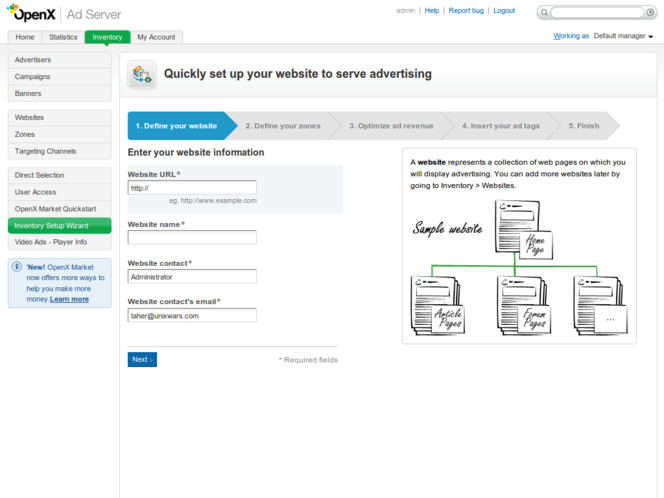 OpenX Ad Server
admin | Help | Report bug | Logout
Home Statistics Inventory My Account
Working as Default manager
Advertisers
Campaigns
Banners
Websites
Zones
Targeting Channels
Direct Selection
User Access
OpenX Market Quickstart
Inventory Setup Wizard
Video Ads - Player Info
'New! OpenX Market
now offers more ways to
help you make more
money.Learn more
Quickly set up your website to serve advertising
1. Define your website 2. Define your zones 3. Optimize ad revenue 4. Insert your ad tags 5. Finish
Enter your website information
Website URL*
http://
eg. http://www.example.com
Website name*
Website contact*
Administrator
Website contact's email*
taher@unixwars.com
Next »
* Required fields
A website represents a collection of web pages on which you
will display advertising. You can add more websites later by
going to Inventory > Websites.
Sample website
Home
Page
Article
Pages
Forum
Pages
...